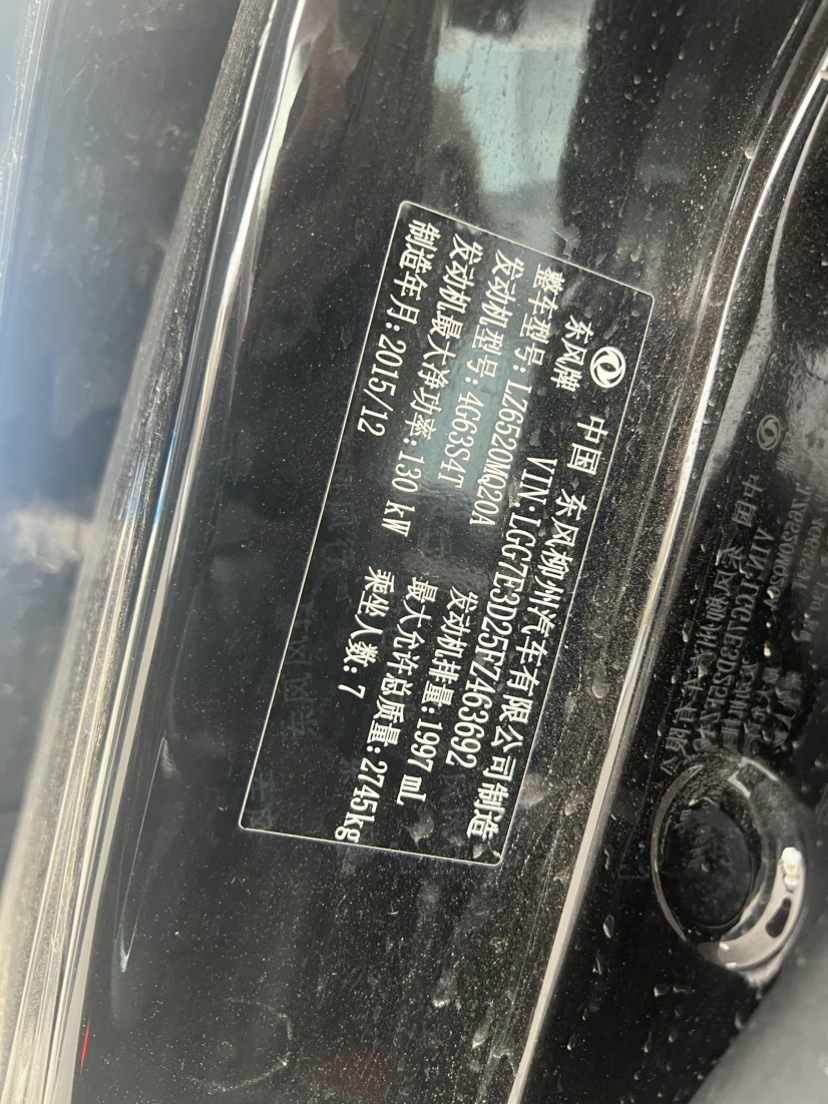 东风牌 中国 东风柳州汽车有限公司制造
整车型号: LZ6520MQ20A VIN: LGG7E3D25FZ463692
发动机型号: 4G63S4T 发动机排量: 1997 mL
发动机最大净功率: 130 kW 最大允许总质量: 2745kg
制造年月: 2015/12 乘坐人数: 7